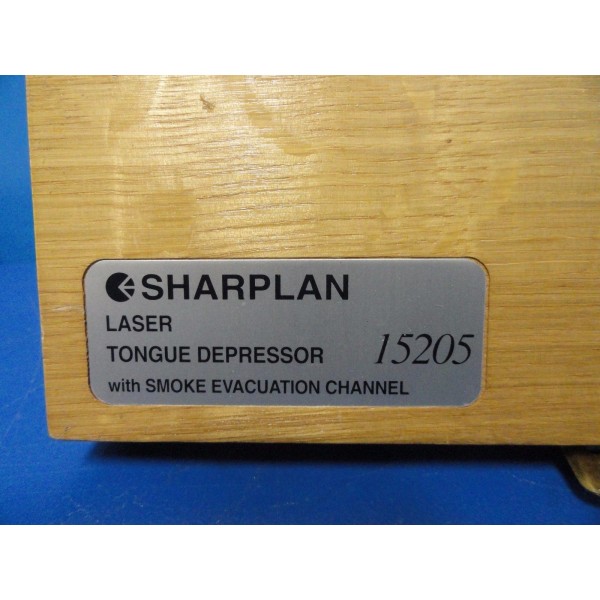 SHARPLAN
LASER
TONGUE DEPRESSOR 15205
with SMOKE EVACUATION CHANNEL